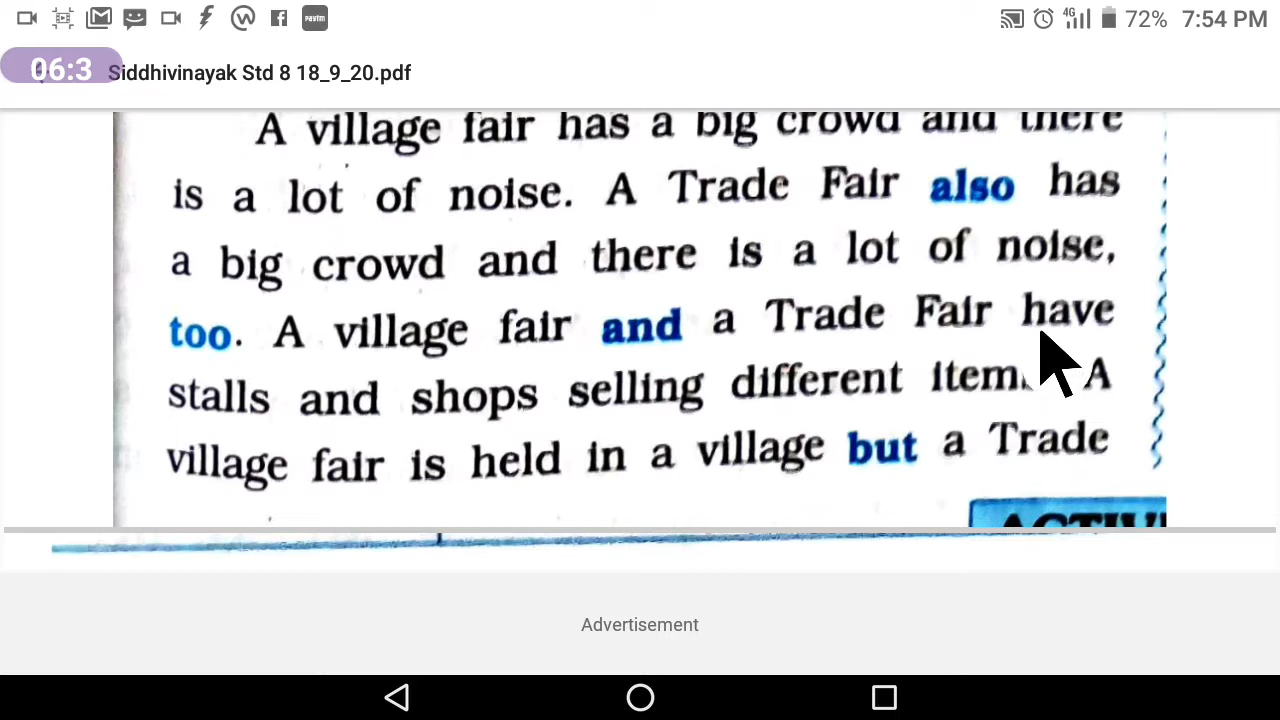 paytm
4G
72%
7:54 PM
06:3
Siddhivinayak Std 8 18_9_20.pdf
A village fair has a big crowd and there
is a lot of noise. A Trade Fair also has
a big crowd and there is a lot of noise,
too. A village fair and a Trade Fair have
stalls and shops selling different A
village fair is held in a village but a Trade
Advertisement